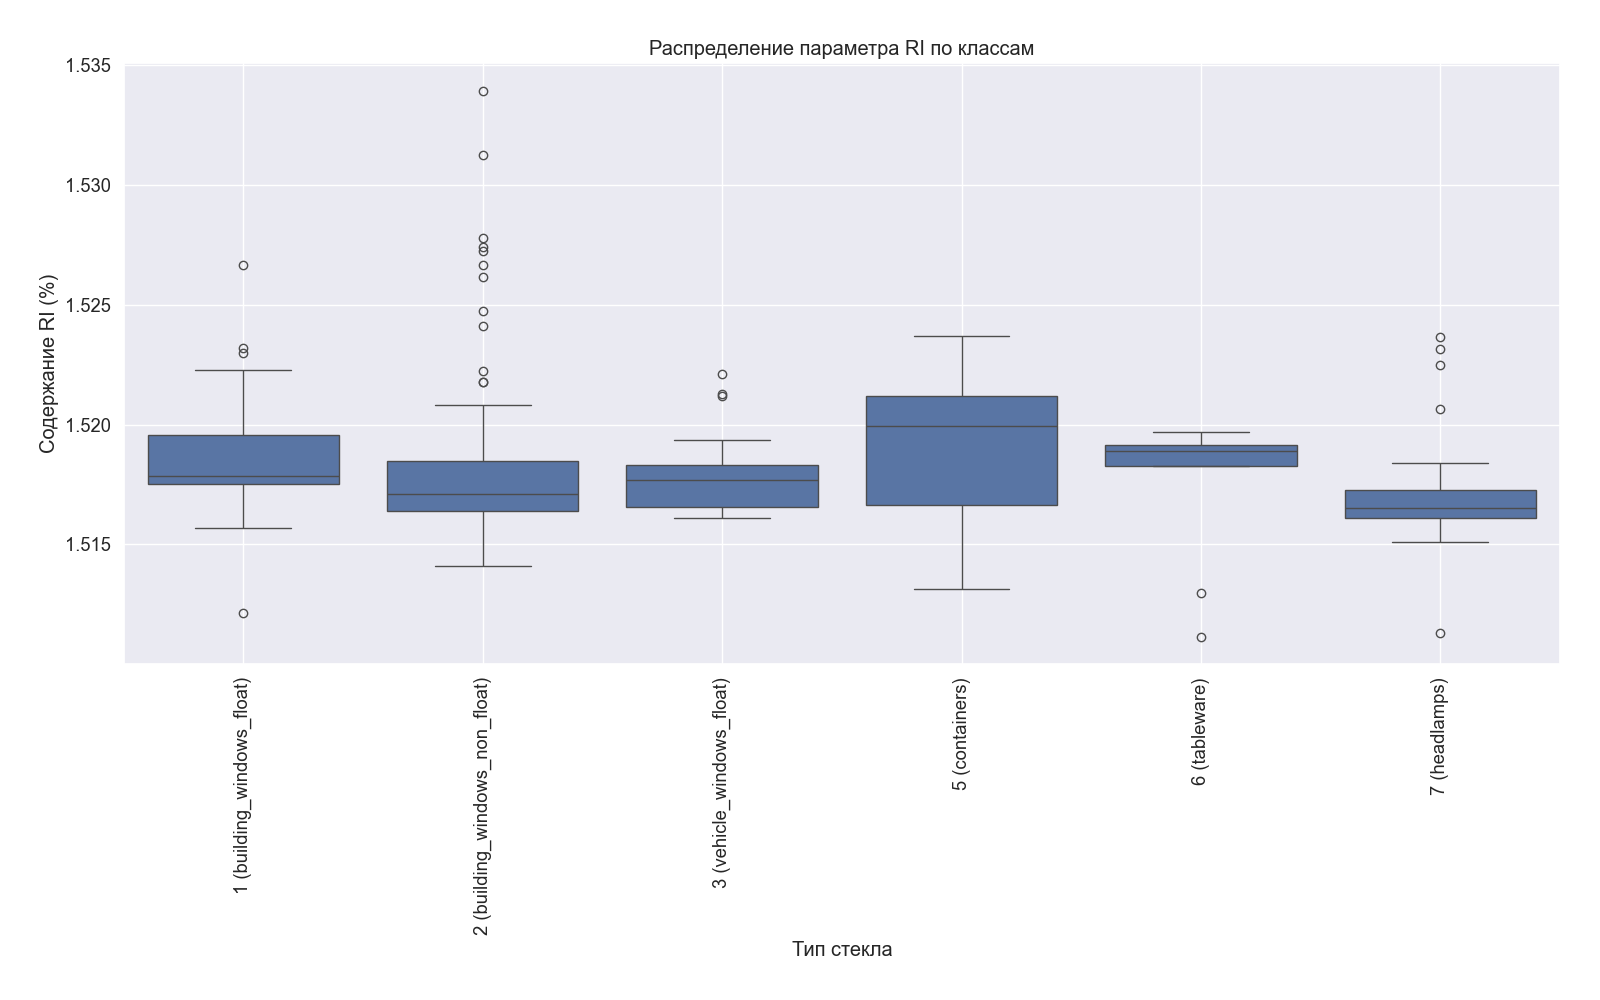 Распределение параметра RI по классам
1.535
1.530
1.525
1.520
1.515
Содержание RI (%)
1 (building_windows_float)
2 (building_windows_non_float)
3 (vehicle_windows_float)
5 (containers)
6 (tableware)
7 (headlamps)
Тип стекла